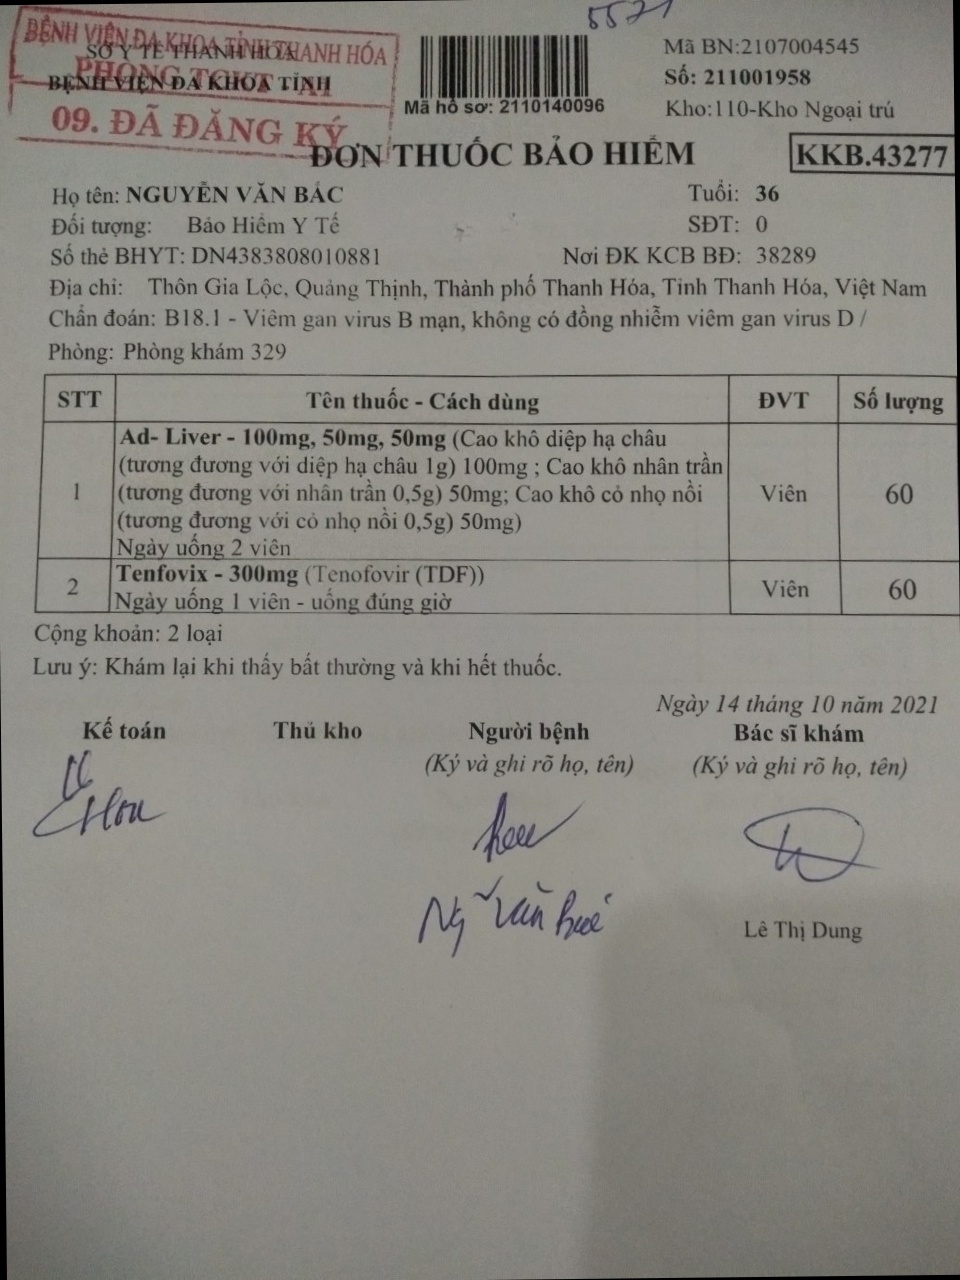 5521
BỆNH VIỆN ĐA KHOA TỈNH THANH HÓA
SỞ Y TẾ THANH HÓA
BỆNH VIỆN ĐA KHOA TỈNH
09. ĐÃ ĐĂNG KÝ
Mã hồ sơ: 2110140096
Mã BN:2107004545
Số: 211001958
Kho:110-Kho Ngoại trú
ĐƠN THUỐC BẢO HIỂM
KKB.43277
Họ tên: NGUYỄN VĂN BẮC
Tuổi: 36
Đối tượng: Bảo Hiểm Y Tế
SĐT: 0
Số thẻ BHYT: DN4383808010881
Nơi ĐK KCB BĐ: 38289
Địa chỉ: Thôn Gia Lộc, Quảng Thịnh, Thành phố Thanh Hóa, Tỉnh Thanh Hóa, Việt Nam
Chẩn đoán: B18.1 - Viêm gan virus B mạn, không có đồng nhiễm viêm gan virus D /
Phòng: Phòng khám 329
STT Tên thuốc - Cách dùng ĐVT Số lượng
1 Ad- Liver - 100mg, 50mg, 50mg (Cao khô diệp hạ châu
(tương đương với diệp hạ châu 1g) 100mg ; Cao khô nhân trần
(tương đương với nhân trần 0,5g) 50mg; Cao khô cỏ nhọ nồi
(tương đương với cỏ nhọ nồi 0,5g) 50mg)
Ngày uống 2 viên
Viên 60
2 Tenfovix - 300mg (Tenofovir (TDF))
Ngày uống 1 viên - uống đúng giờ
Viên 60
Cộng khoản: 2 loại
Lưu ý: Khám lại khi thấy bất thường và khi hết thuốc.
Ngày 14 tháng 10 năm 2021
Kế toán Thủ kho Người bệnh Bác sĩ khám
(Ký và ghi rõ họ, tên) (Ký và ghi rõ họ, tên)
Lê Thị Dung